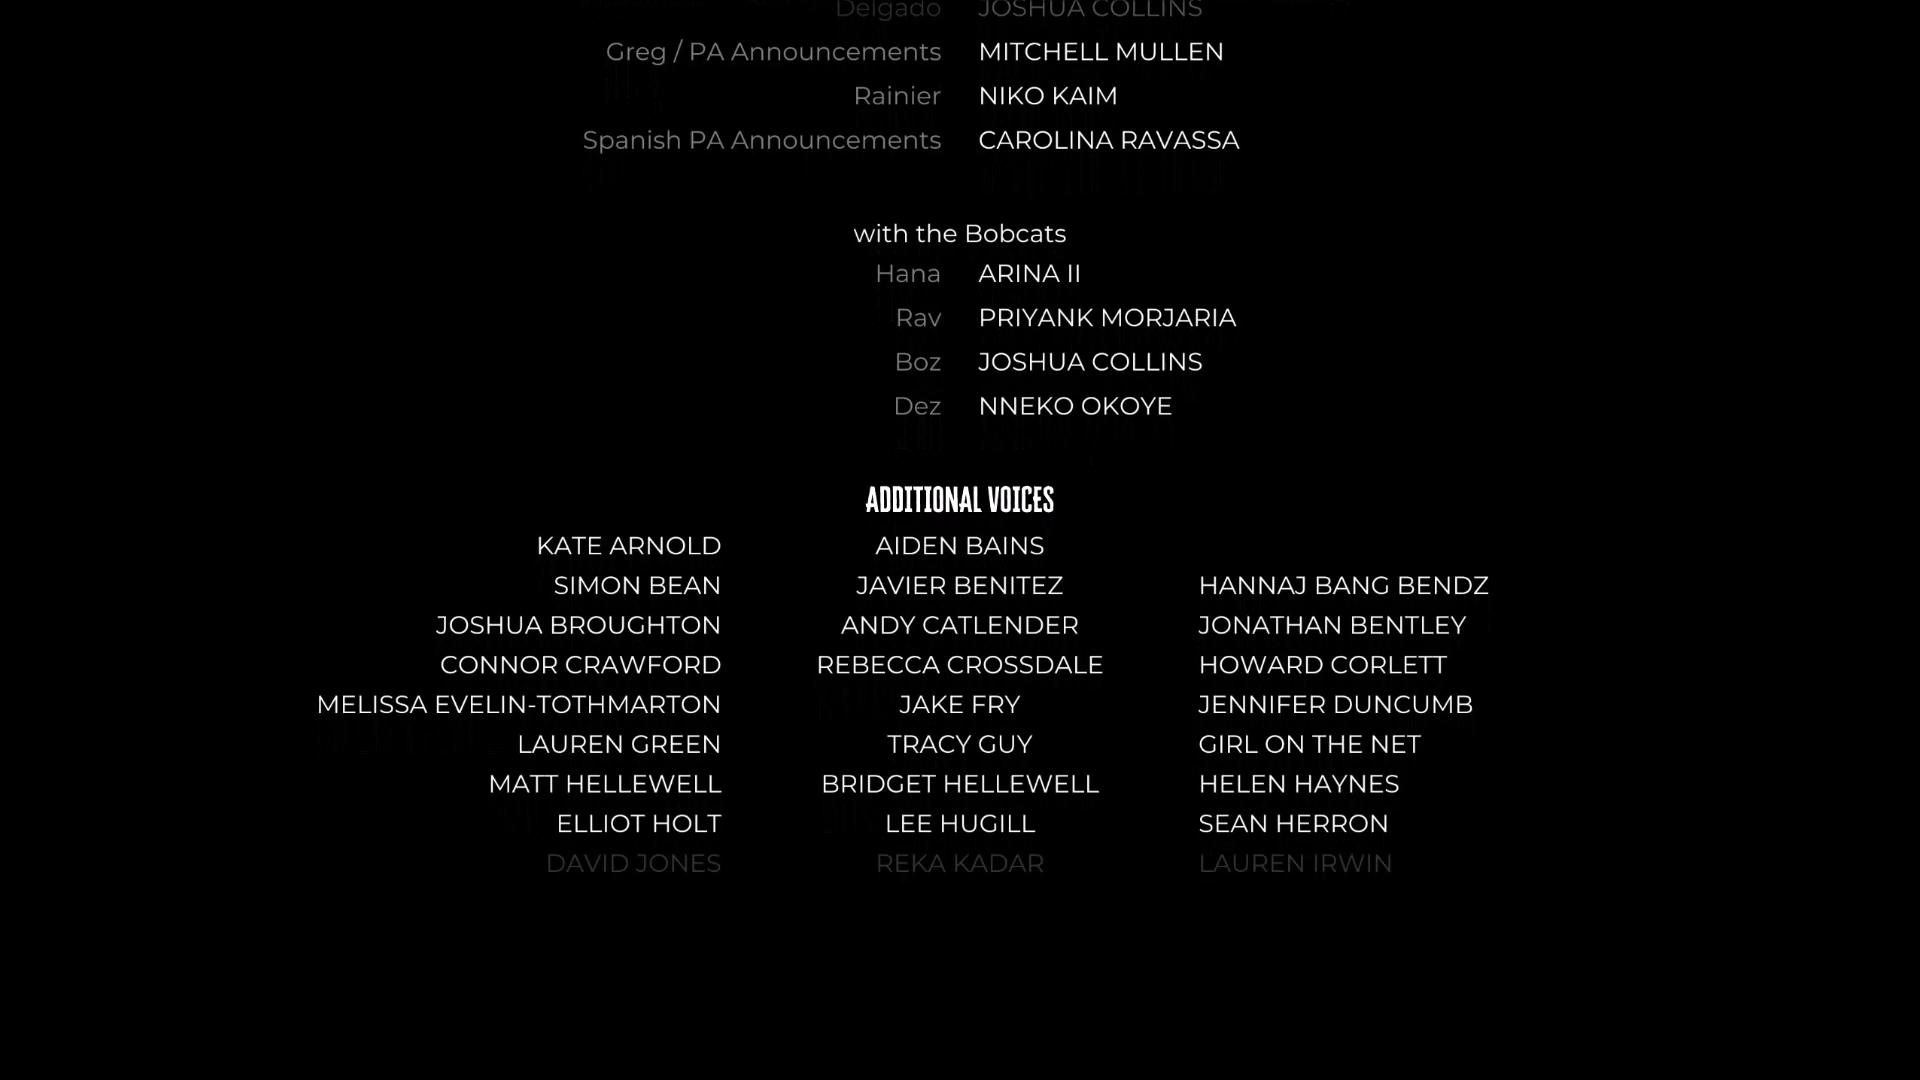 Delgado JOSHUA COLLINS
Greg / PA Announcements MITCHELL MULLEN
Rainier NIKO KAIM
Spanish PA Announcements CAROLINA RAVASSA
with the Bobcats
Hana ARINA II
Rav PRIYANK MORJARIA
Boz JOSHUA COLLINS
Dez NNEKO OKOYE
ADDITIONAL VOICES
KATE ARNOLD AIDEN BAINS
SIMON BEAN JAVIER BENITEZ HANNAJ BANG BENDZ
JOSHUA BROUGHTON ANDY CATLENDER JONATHAN BENTLEY
CONNOR CRAWFORD REBECCA CROSSDALE HOWARD CORLETT
MELISSA EVELIN-TOTHMARTON JAKE FRY JENNIFER DUNCUMB
LAUREN GREEN TRACY GUY GIRL ON THE NET
MATT HELLEWELL BRIDGET HELLEWELL HELEN HAYNES
ELLIOT HOLT LEE HUGILL SEAN HERRON
DAVID JONES REKA KADAR LAUREN IRWIN